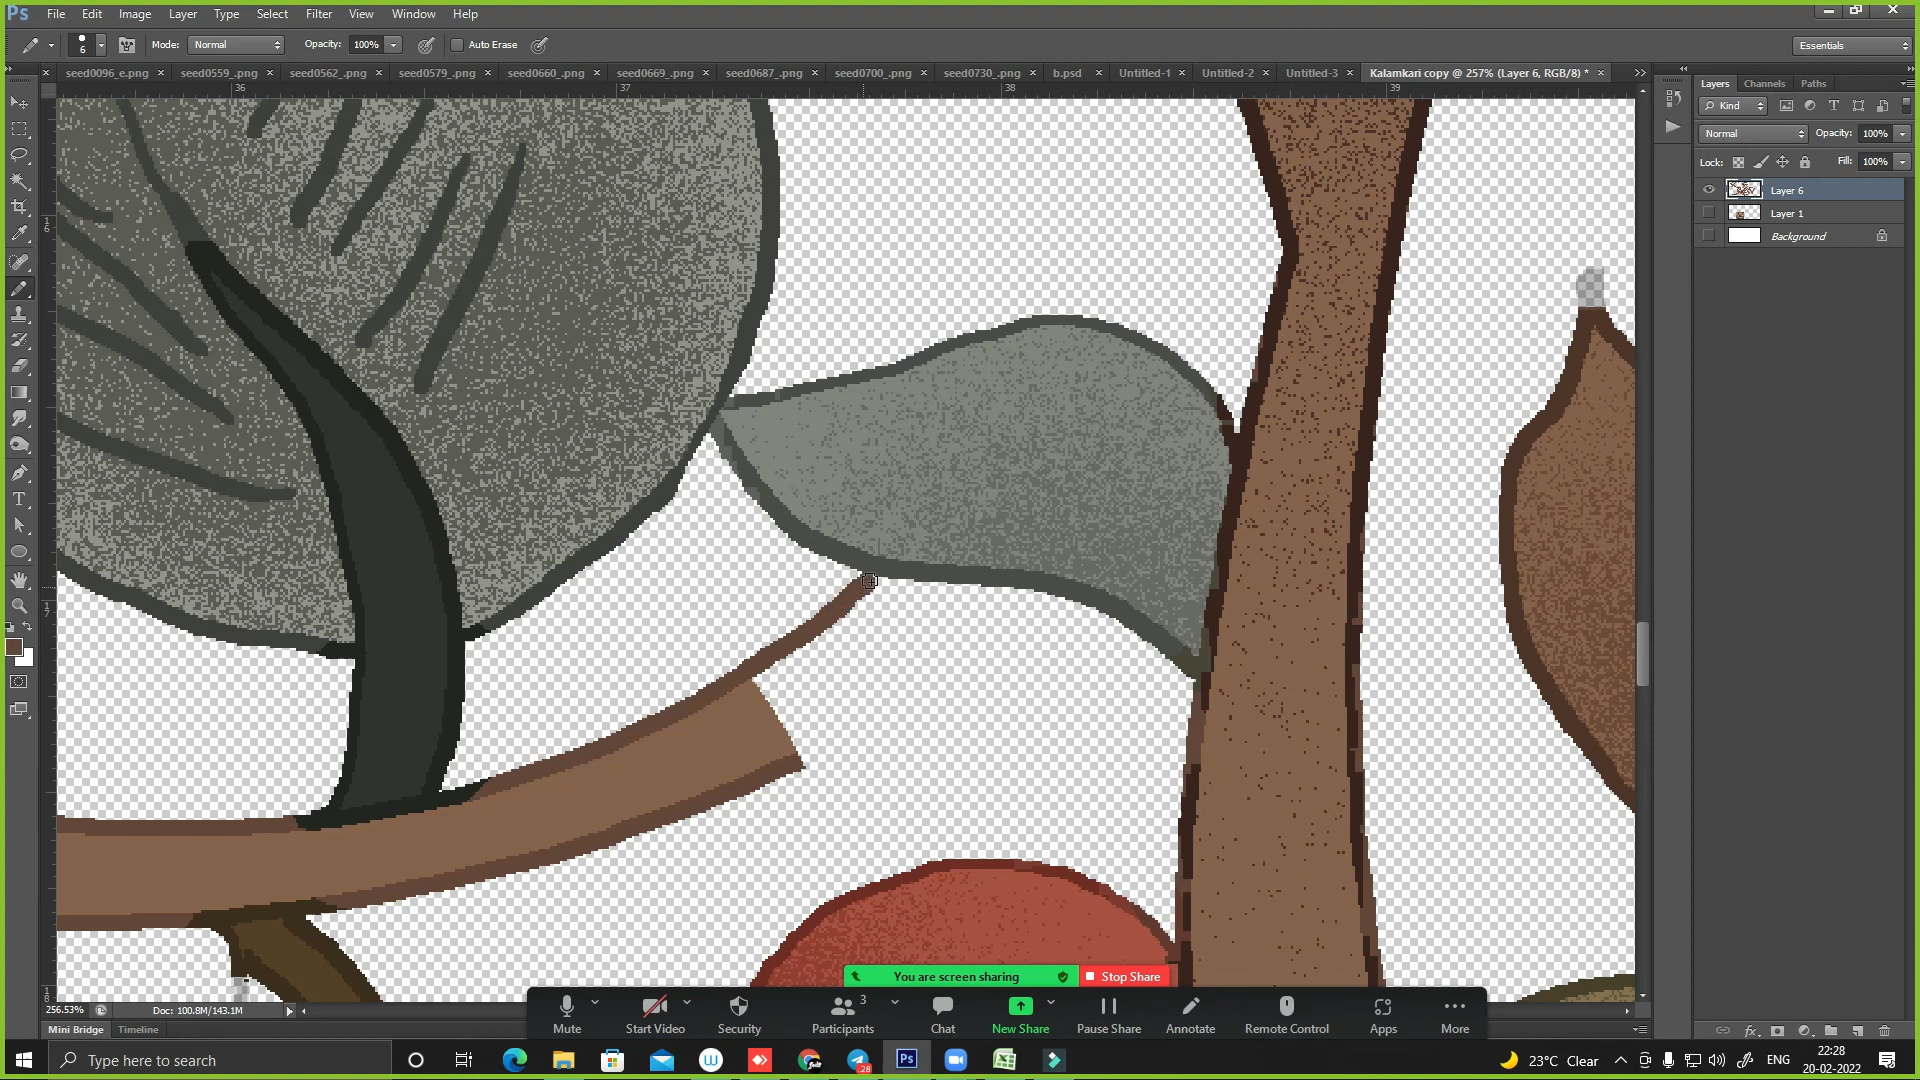 Ps File Edit Image Layer Type Select Filter View Window Help
6 Mode: Normal Opacity: 100% Auto Erase Essentials
seed0096_e.png × seed0559_.png × seed0562_.png × seed0579_.png × seed0660_.png × seed0669_.png × seed0687_.png × seed0700_.png × seed0730_.png × b.psd × Untitled-1 × Untitled-2 × Untitled-3 × Kalamkari copy @ 257% (Layer 6, RGB/8) * ×
36 37 38 39
Layers Channels Paths
Kind
Normal Opacity: 100%
Lock: Fill: 100%
Layer 6
Layer 1
Background
16
17
18
256.53% Doc: 100.8M/143.1M
Mini Bridge Timeline
You are screen sharing Stop Share
3
Mute Start Video Security Participants Chat New Share Pause Share Annotate Remote Control Apps More
Type here to search
28
23°C Clear ENG 22:28
20-02-2022